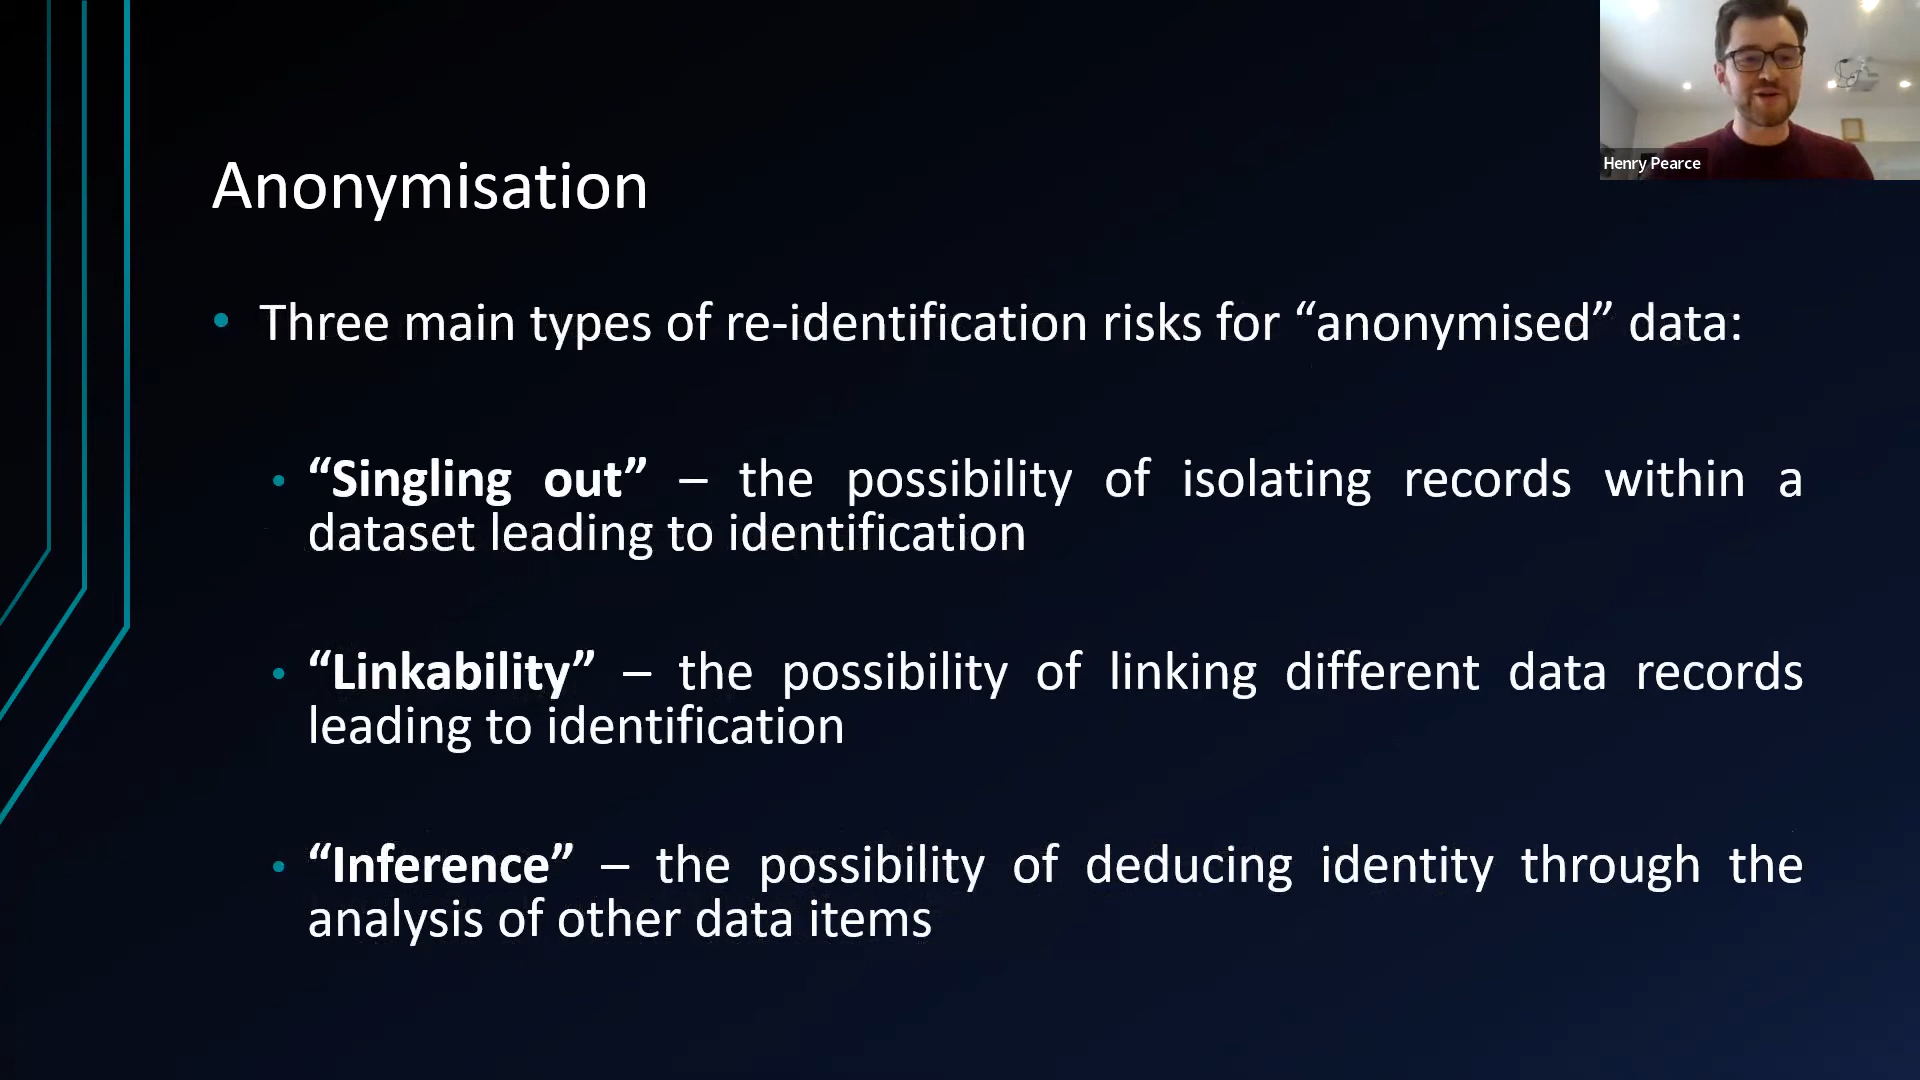 Henry Pearce
Anonymisation
• Three main types of re-identification risks for “anonymised” data:
• “Singling out” – the possibility of isolating records within a
dataset leading to identification
• “Linkability” – the possibility of linking different data records
leading to identification
• “Inference” – the possibility of deducing identity through the
analysis of other data items